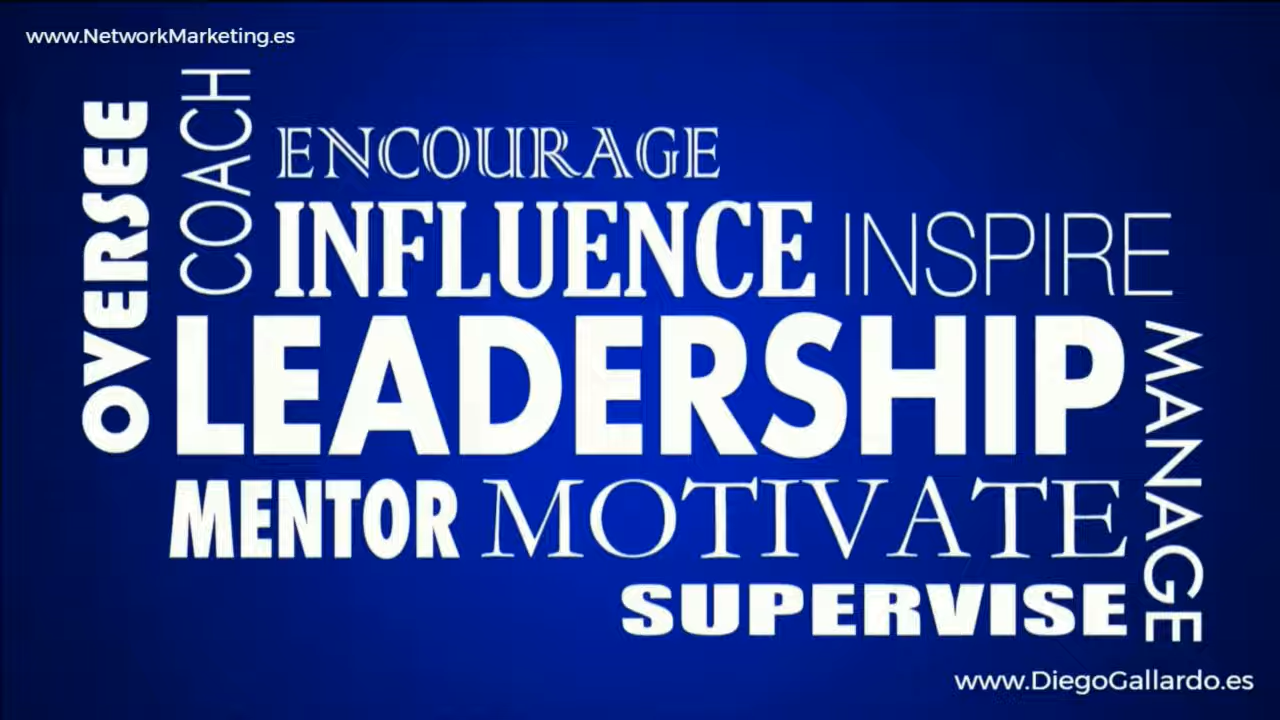 www.NetworkMarketing.es
OVERSEE
COACH
ENCOURAGE
INFLUENCE INSPIRE
LEADERSHIP
MANAGE
MENTOR MOTIVATE
SUPERVISE
www.DiegoGallardo.es